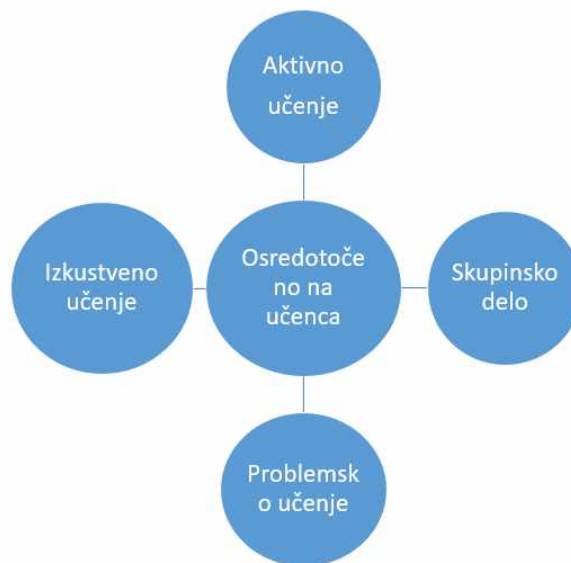 Aktivno
učenje
Izkustveno
učenje
Osredotoče
no na
učenca
Skupinsko
delo
Problemsk
o učenje